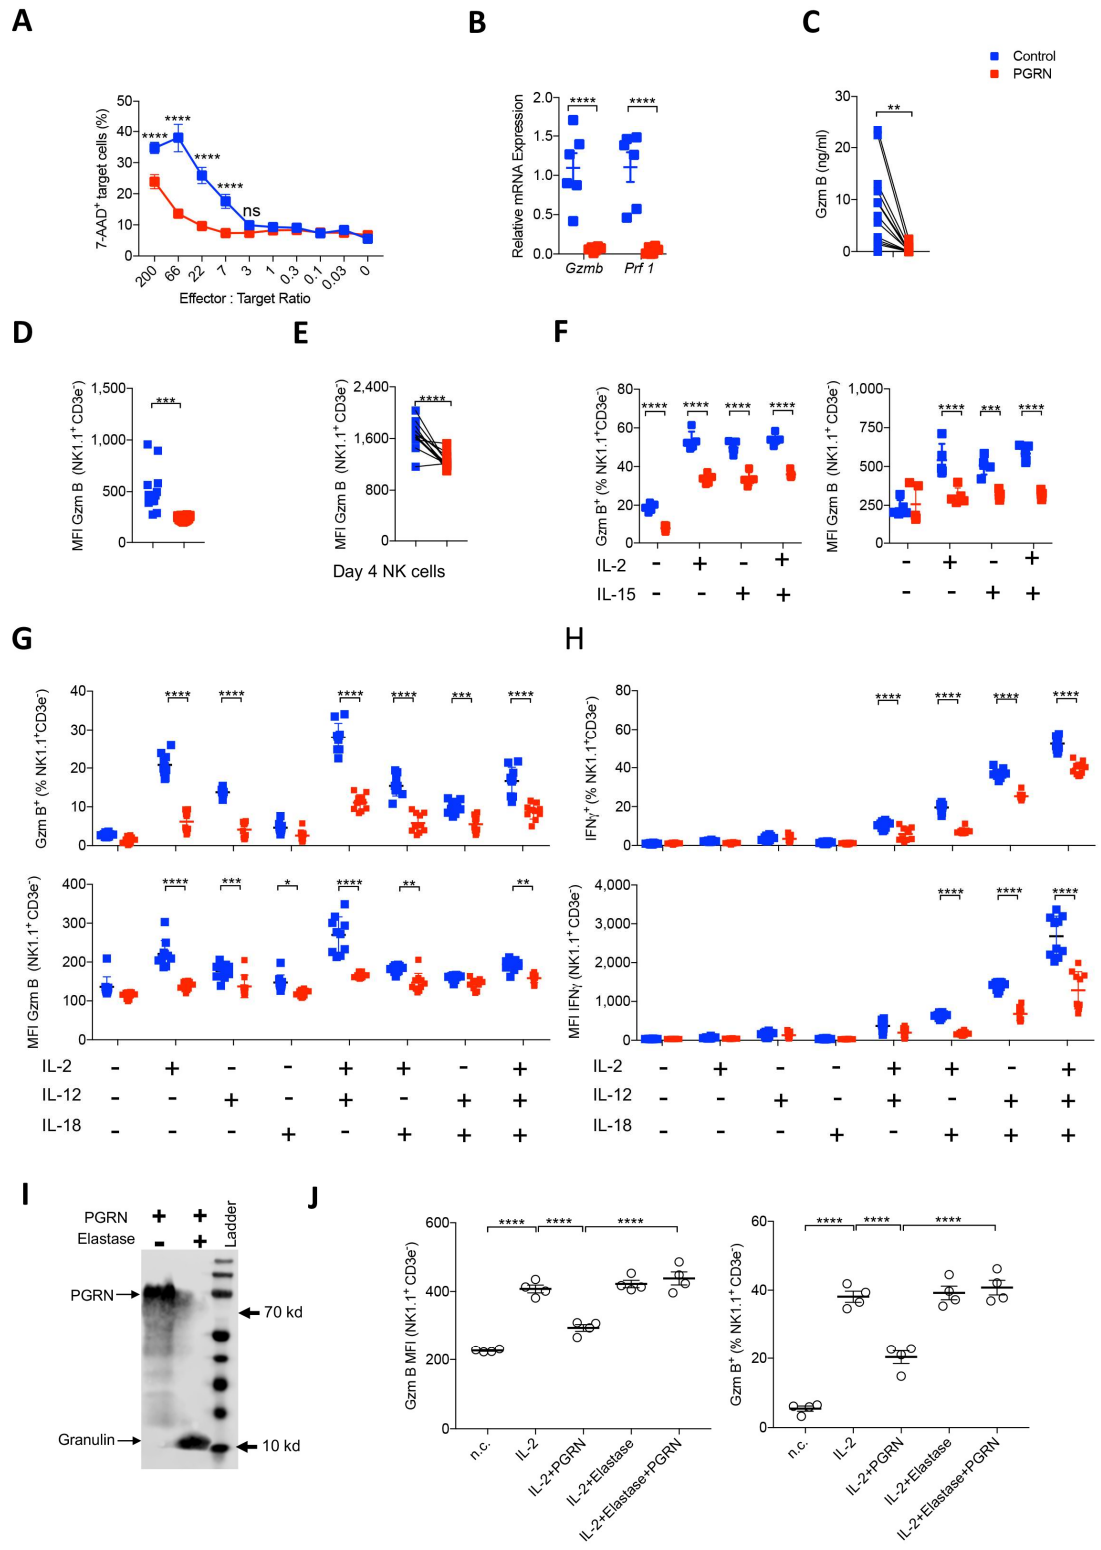 A
B
C
Control
PGRN
50
40
30
20
10
0
7-AAD+ target cells (%)
****
****
****
****
ns
200
66
22
7
3
1
0.3
0.1
0.03
0
Effector : Target Ratio
2.0
1.5
1.0
0.5
0.0
Relative mRNA Expression
**** ****
Gzmb Prf 1
30
20
10
0
Gzm B (ng/ml)
**
D
E
F
1,500
1,000
500
0
MFI Gzm B (NK1.1+ CD3e-)
***
2,400
1,600
800
0
MFI Gzm B (NK1.1+ CD3e-)
****
Day 4 NK cells
80
60
40
20
0
Gzm B+ (% NK1.1+CD3e-)
**** **** **** ****
1,000
750
500
250
0
MFI Gzm B (NK1.1+ CD3e-)
**** *** ****
IL-2 - + - + - + - +
IL-15 - - + + - - + +
G
H
40
30
20
10
0
Gzm B+ (% NK1.1+CD3e-)
**** **** **** **** *** ****
80
60
40
20
0
IFNγ+ (% NK1.1+CD3e-)
**** **** **** ****
400
300
200
100
0
MFI Gzm B (NK1.1+ CD3e-)
**** *** * **** ** **
4,000
3,000
2,000
1,000
0
MFI IFNγ (NK1.1+ CD3e-)
**** **** ****
IL-2 - + - - + + - +
IL-12 - - + - + - + +
IL-18 - - - + - + + +
IL-2 - + - - + + - +
IL-12 - - + - + - + +
IL-18 - - - + - + + +
I
J
PGRN + +
Elastase - +
Ladder
PGRN
70 kd
Granulin
10 kd
600
400
200
0
Gzm B MFI (NK1.1+ CD3e-)
**** **** ****
n.c.
IL-2
IL-2+PGRN
IL-2+Elastase
IL-2+Elastase+PGRN
60
40
20
0
Gzm B+ (% NK1.1+ CD3e-)
**** **** ****
n.c.
IL-2
IL-2+PGRN
IL-2+Elastase
IL-2+Elastase+PGRN